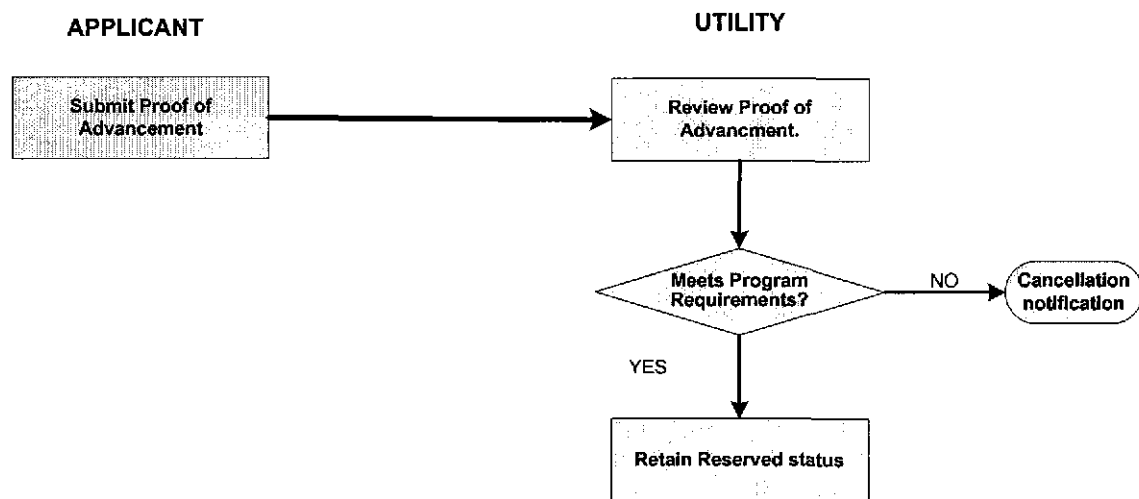 APPLICANT
UTILITY
Submit Proof of
Advancement
Review Proof of
Advancment.
Meets Program
Requirements?
NO
Cancellation
notification
YES
Retain Reserved status